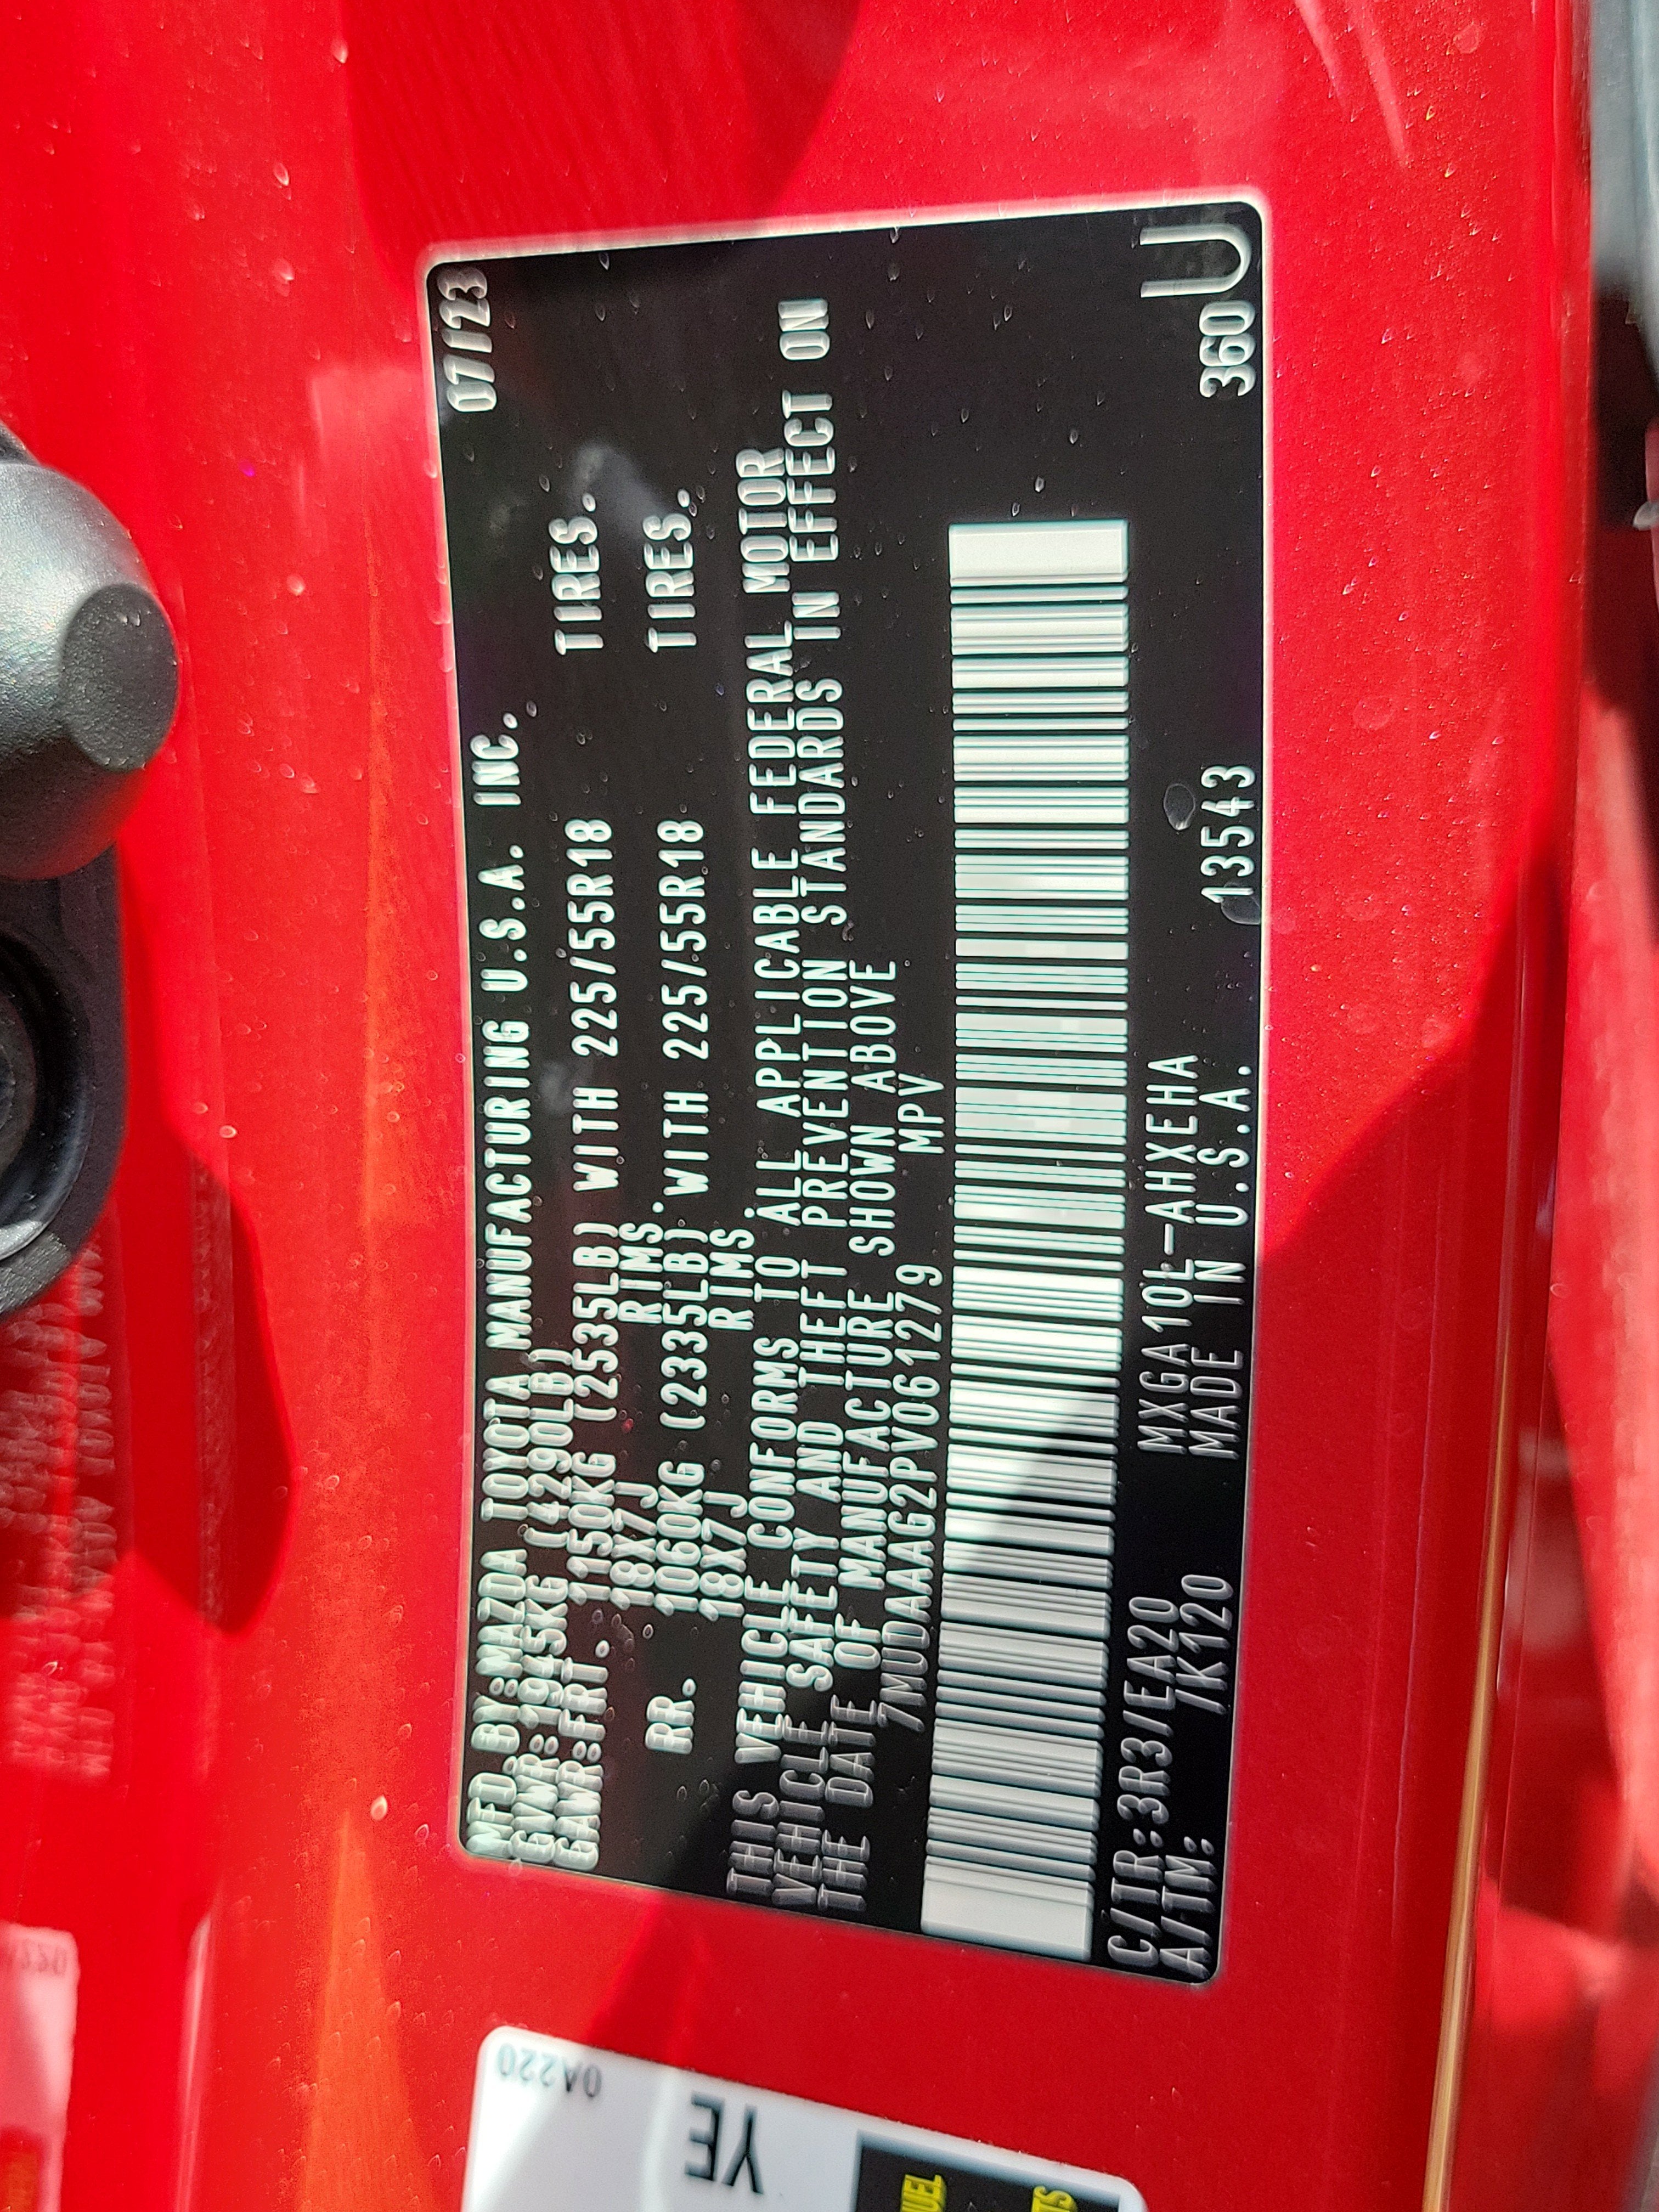 MFD. BY: MAZDA TOYOTA MANUFACTURING U.S.A. INC. 07/23
GVWR: 1945KG (4290LB)
GAWR: FRT. 1150KG (2535LB) WITH 225/55R18 TIRES.
18X7J RIMS.
RR. 1060KG (2335LB) WITH 225/55R18 TIRES.
18X7J RIMS.
THIS VEHICLE CONFORMS TO ALL APPLICABLE FEDERAL MOTOR
VEHICLE SAFETY AND THEFT PREVENTION STANDARDS IN EFFECT ON
THE DATE OF MANUFACTURE SHOWN ABOVE
7MUDAAAG2PV061279 MPV
C/TR:3R3/EA20 MXGA10L-AHXEHA
A/TM: /K120 MADE IN U.S.A. 13543 360 U
0A220
YE